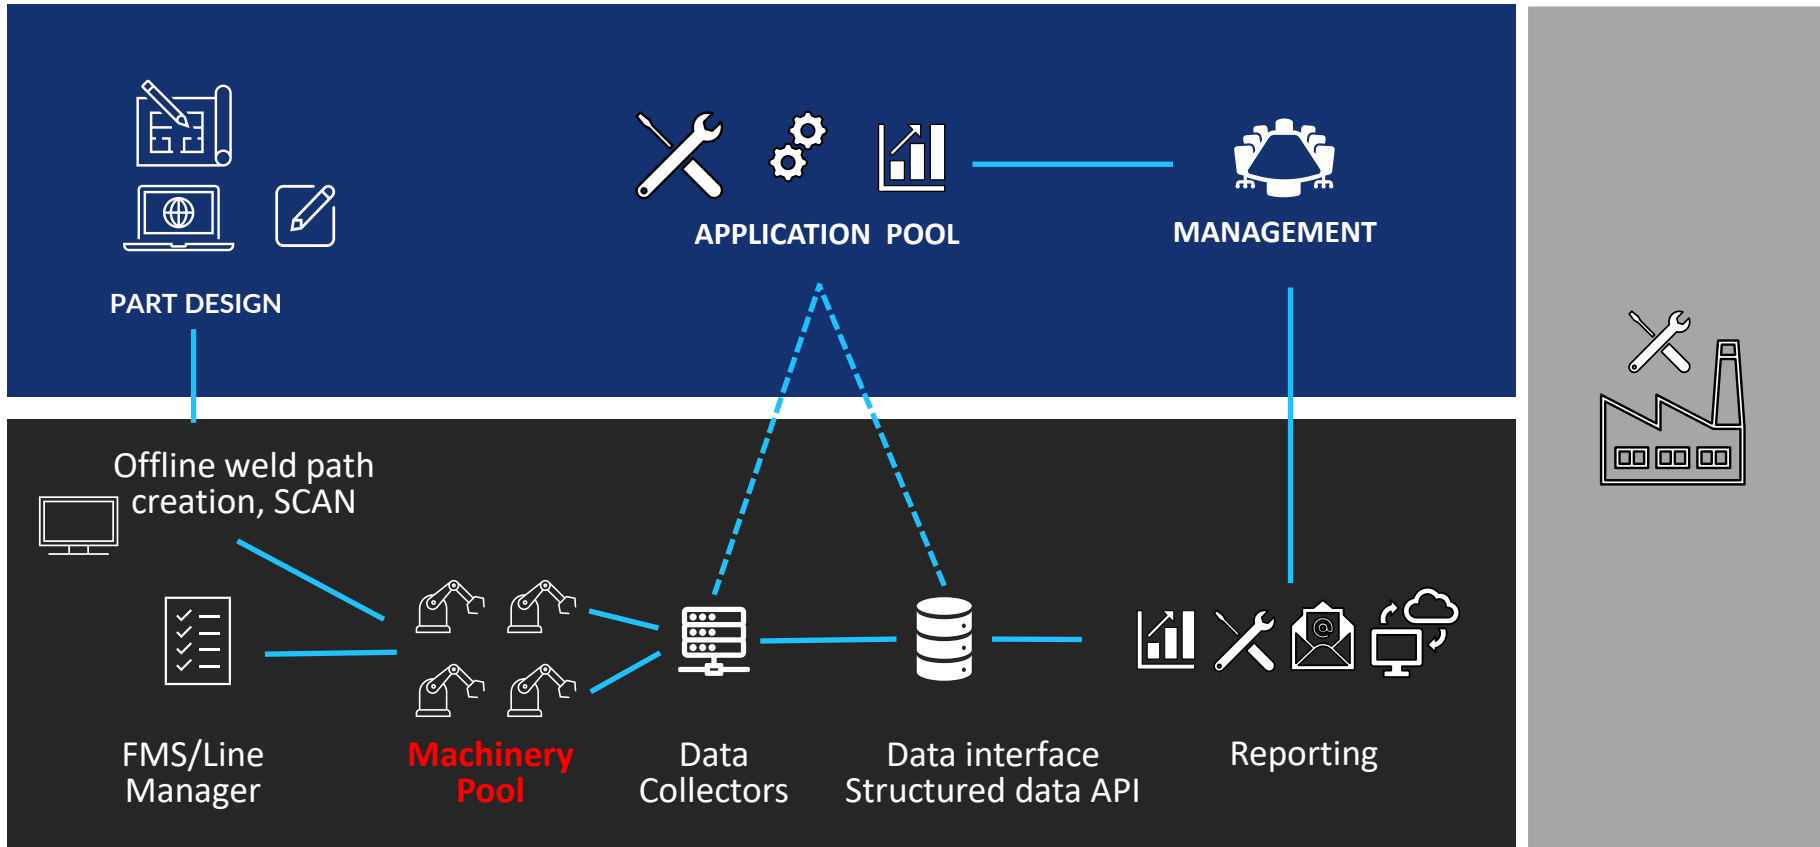 APPLICATION POOL
MANAGEMENT
PART DESIGN
Offline weld path
creation, SCAN
@
FMS/Line
Manager
Machinery
Pool
Data
Collectors
Data interface
Structured data API
Reporting